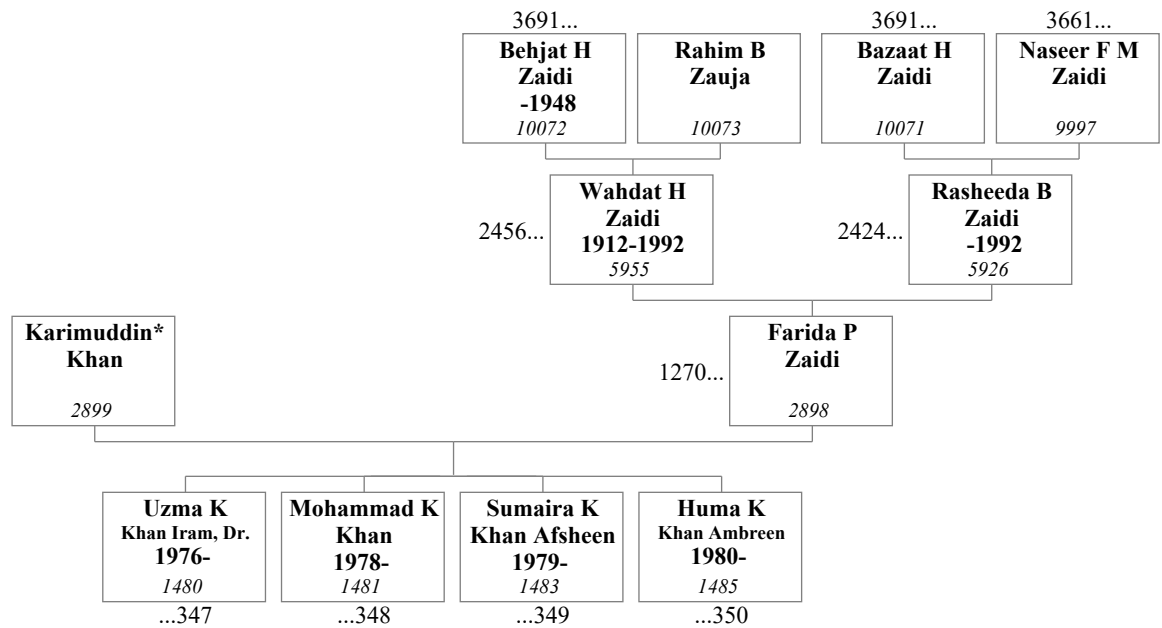 3691...
3691...
3661...
Behjat H
Zaidi
-1948
10072
Rahim B
Zauja
10073
Bazaat H
Zaidi
10071
Naseer F M
Zaidi
9997
2456...
Wahdat H
Zaidi
1912-1992
5955
2424...
Rasheeda B
Zaidi
-1992
5926
Karimuddin*
Khan
2899
1270...
Farida P
Zaidi
2898
Uzma K
Khan Iram, Dr.
1976-
1480
...347
Mohammad K
Khan
1978-
1481
...348
Sumaira K
Khan Afsheen
1979-
1483
...349
Huma K
Khan Ambreen
1980-
1485
...350